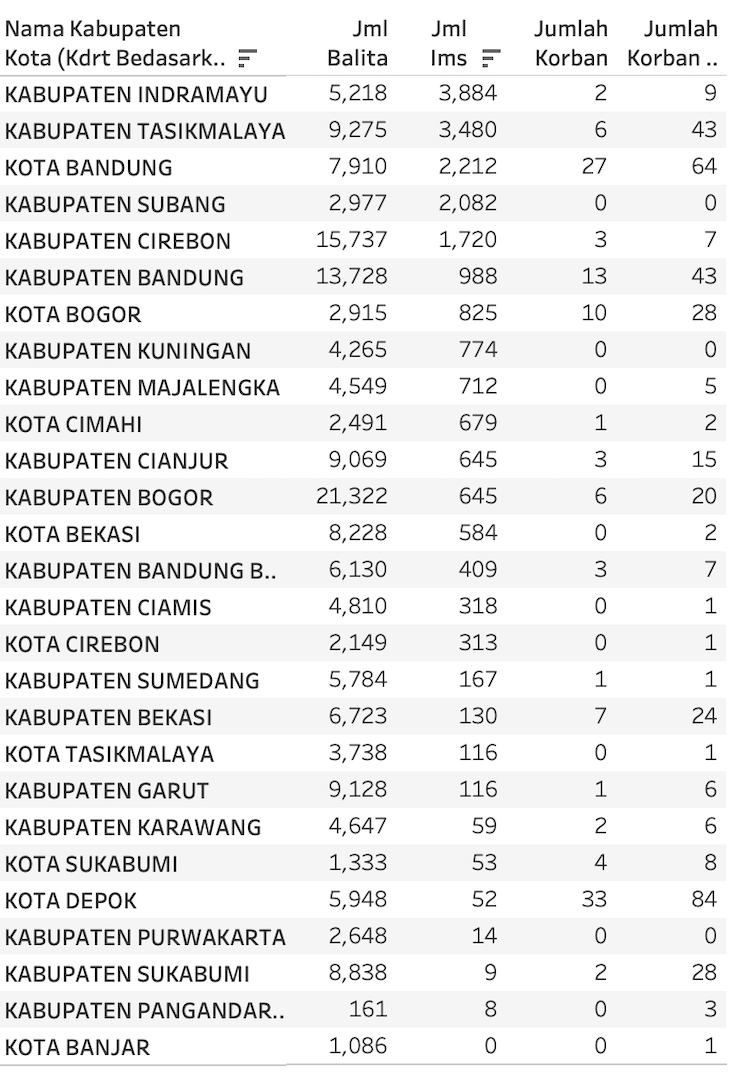 Nama Kabupaten Jml Jml Jumlah Jumlah
Kota (Kdrt Bedasark.. Balita Ims Korban Korban ..
KABUPATEN INDRAMAYU 5,218 3,884 2 9
KABUPATEN TASIKMALAYA 9,275 3,480 6 43
KOTA BANDUNG 7,910 2,212 27 64
KABUPATEN SUBANG 2,977 2,082 0 0
KABUPATEN CIREBON 15,737 1,720 3 7
KABUPATEN BANDUNG 13,728 988 13 43
KOTA BOGOR 2,915 825 10 28
KABUPATEN KUNINGAN 4,265 774 0 0
KABUPATEN MAJALENGKA 4,549 712 0 5
KOTA CIMAHI 2,491 679 1 2
KABUPATEN CIANJUR 9,069 645 3 15
KABUPATEN BOGOR 21,322 645 6 20
KOTA BEKASI 8,228 584 0 2
KABUPATEN BANDUNG B.. 6,130 409 3 7
KABUPATEN CIAMIS 4,810 318 0 1
KOTA CIREBON 2,149 313 0 1
KABUPATEN SUMEDANG 5,784 167 1 1
KABUPATEN BEKASI 6,723 130 7 24
KOTA TASIKMALAYA 3,738 116 0 1
KABUPATEN GARUT 9,128 116 1 6
KABUPATEN KARAWANG 4,647 59 2 6
KOTA SUKABUMI 1,333 53 4 8
KOTA DEPOK 5,948 52 33 84
KABUPATEN PURWAKARTA 2,648 14 0 0
KABUPATEN SUKABUMI 8,838 9 2 28
KABUPATEN PANGANDAR.. 161 8 0 3
KOTA BANJAR 1,086 0 0 1